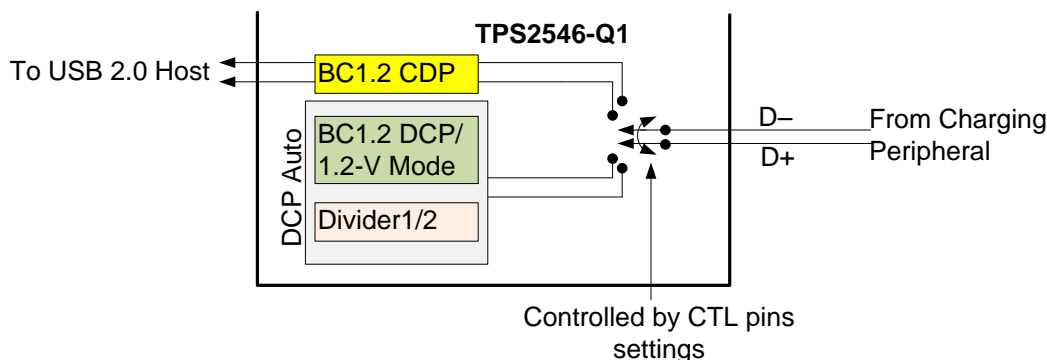 TPS2546-Q1
To USB 2.0 Host
BC1.2 CDP
DCP Auto
BC1.2 DCP/
1.2-V Mode
Divider1/2
D–
D+
From Charging
Peripheral
Controlled by CTL pins
settings